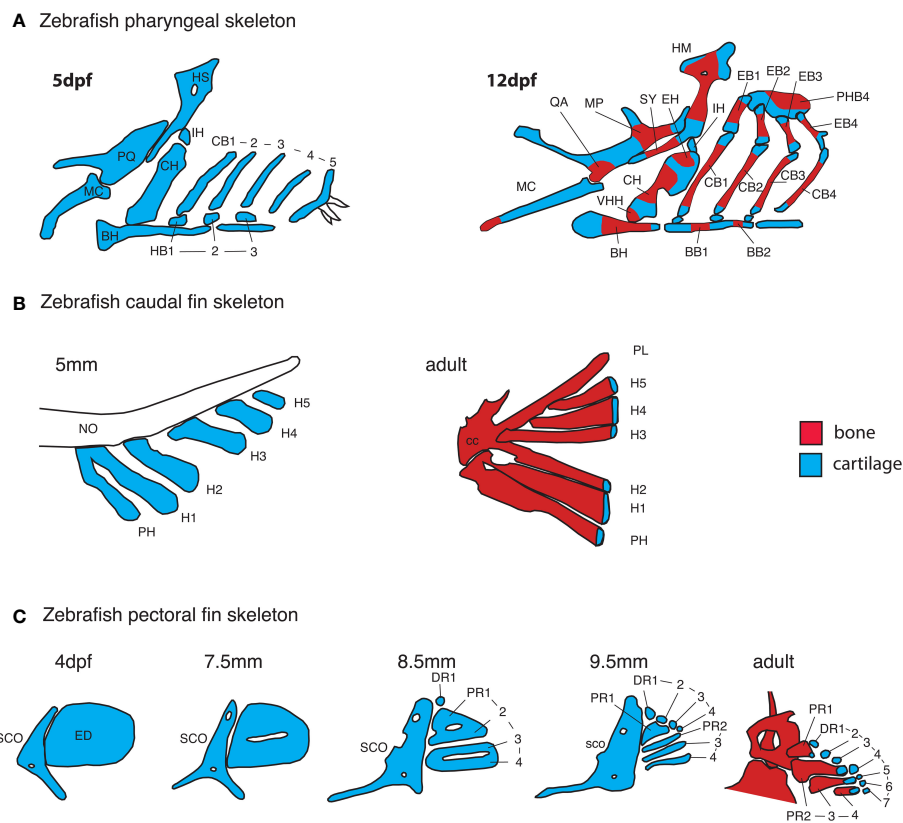 A Zebrafish pharyngeal skeleton
5dpf
HS
IH
PQ
CH
MC
BH
CB1 – 2 – 3 – 4 – 5
HB1 — 2 — 3
12dpf
HM
QA
MP
SY
EH
IH
EB1
EB2
EB3
PHB4
EB4
MC
CH
VHH
CB1
CB2
CB3
CB4
BH
BB1
BB2
B Zebrafish caudal fin skeleton
5mm
NO
H5
H4
H3
H2
H1
PH
adult
PL
H5
H4
H3
cc
H2
H1
PH
bone
cartilage
C Zebrafish pectoral fin skeleton
4dpf
SCO
ED
7.5mm
SCO
8.5mm
DR1
PR1
2
3
4
SCO
9.5mm
DR1
2
3
4
PR1
PR2
3
4
sco
adult
PR1
DR1
2
3
4
5
6
7
PR2 — 3 — 4